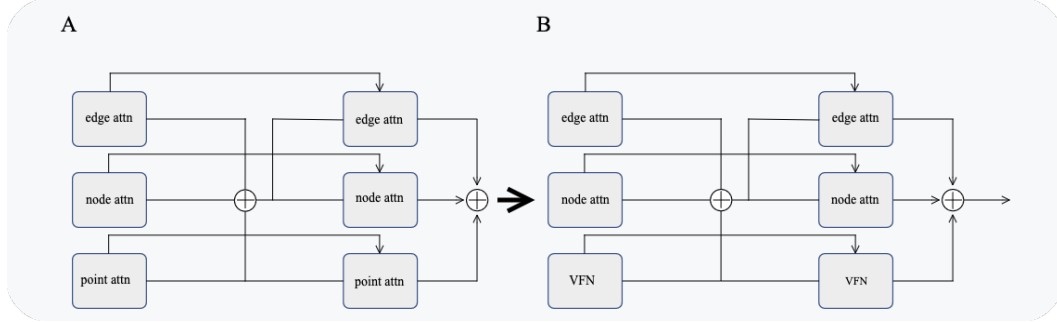 A
B
edge attn
edge attn
edge attn
edge attn
node attn
node attn
node attn
node attn
point attn
point attn
VFN
VFN